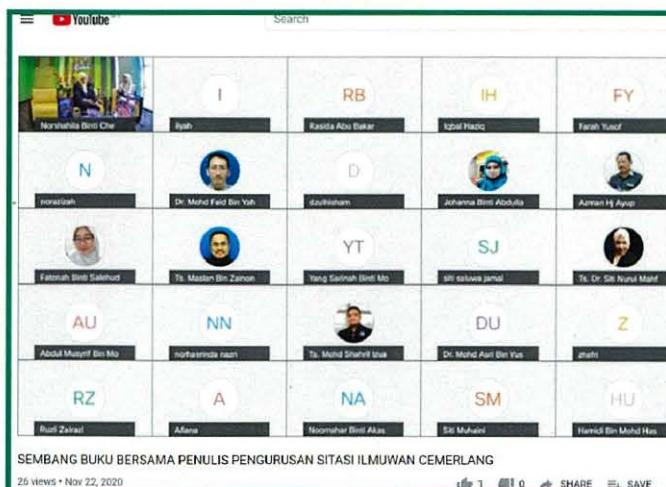 YouTube
Search
Norshahila Binti Che
I
ilyah
RB
Rasida Abu Bakar
IH
Iqbal Haziq
FY
Farah Yusof
N
norazizah
Dr. Mohd Faid Bin Yah
D
dzulhisham
Johanna Binti Abdulla
Azman Hj Ayup
Fatonah Binti Salehud
Ts. Maslan Bin Zainon
YT
Yang Sarinah Binti Mo
SJ
siti saluwa jamal
Ts. Dr. Siti Nurul Mahf
AU
Abdul Musyrif Bin Mo
NN
norhasrinda nazri
Ts. Mohd Shahril Izua
DU
Dr. Mohd Asri Bin Yus
Z
zhafri
RZ
Ruzli Zairazi
A
Afiana
NA
Noornahar Binti Akas
SM
Siti Muhaini
HU
Hamidi Bin Mohd Has
SEMBANG BUKU BERSAMA PENULIS PENGURUSAN SITASI ILMUWAN CEMERLANG
26 views • Nov 22, 2020
1 0 SHARE SAVE